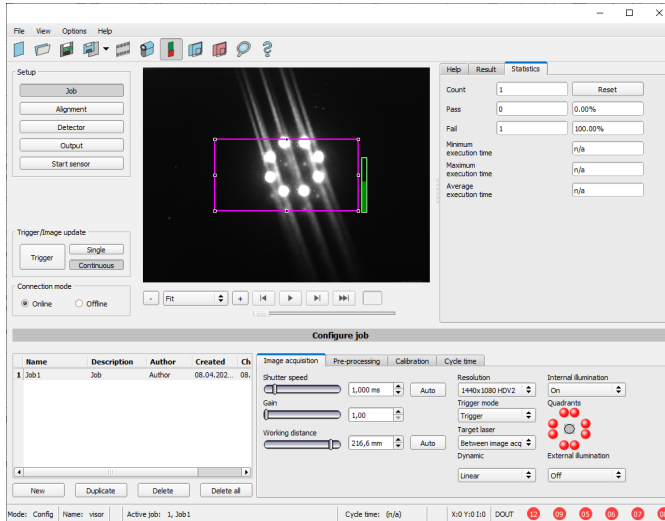 File View Options Help
Setup
Job
Alignment
Detector
Output
Start sensor
Trigger/Image update
Trigger
Single
Continuous
Connection mode
Online Offline
- Fit +
Help Result Statistics
Count 1 Reset
Pass 0 0.00%
Fail 1 100.00%
Minimum
execution time n/a
Maximum
execution time n/a
Average
execution time n/a
Configure job
Name Description Author Created Ch
1 Job1 Job Author 08.04.202... 08.
New Duplicate Delete Delete all
Image acquisition Pre-processing Calibration Cycle time
Shutter speed
1,000 ms Auto
Gain
1,00
Working distance
216,6 mm Auto
Resolution
1440x1080 HDV2
Trigger mode
Trigger
Target laser
Between image acq
Dynamic
Linear
Internal illumination
On
Quadrants
External illumination
Off
Mode: Config Name: visor Active job: 1, Job1 Cycle time: (n/a) X:0 Y:0 I:0 DOUT 12 09 05 06 07